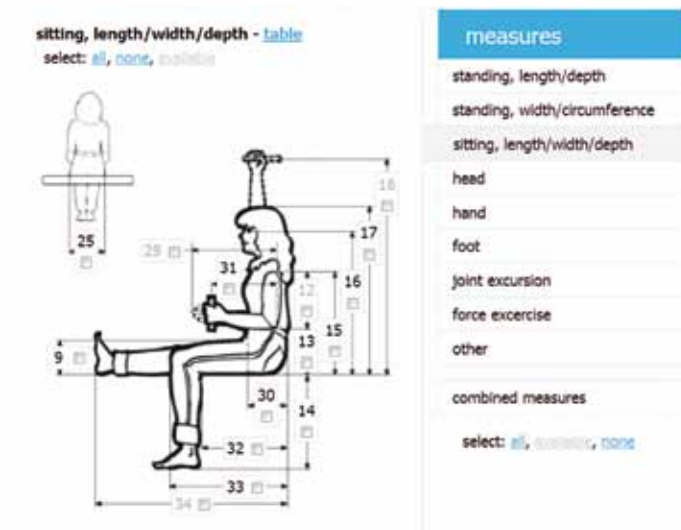 sitting, length/width/depth - table
select: all, none, available
18
25
17
29
31
16
12
15
9
13
30
14
32
33
34
measures
standing, length/depth
standing, width/circumference
sitting, length/width/depth
head
hand
foot
joint excursion
force excercise
other
combined measures
select: all, available, none